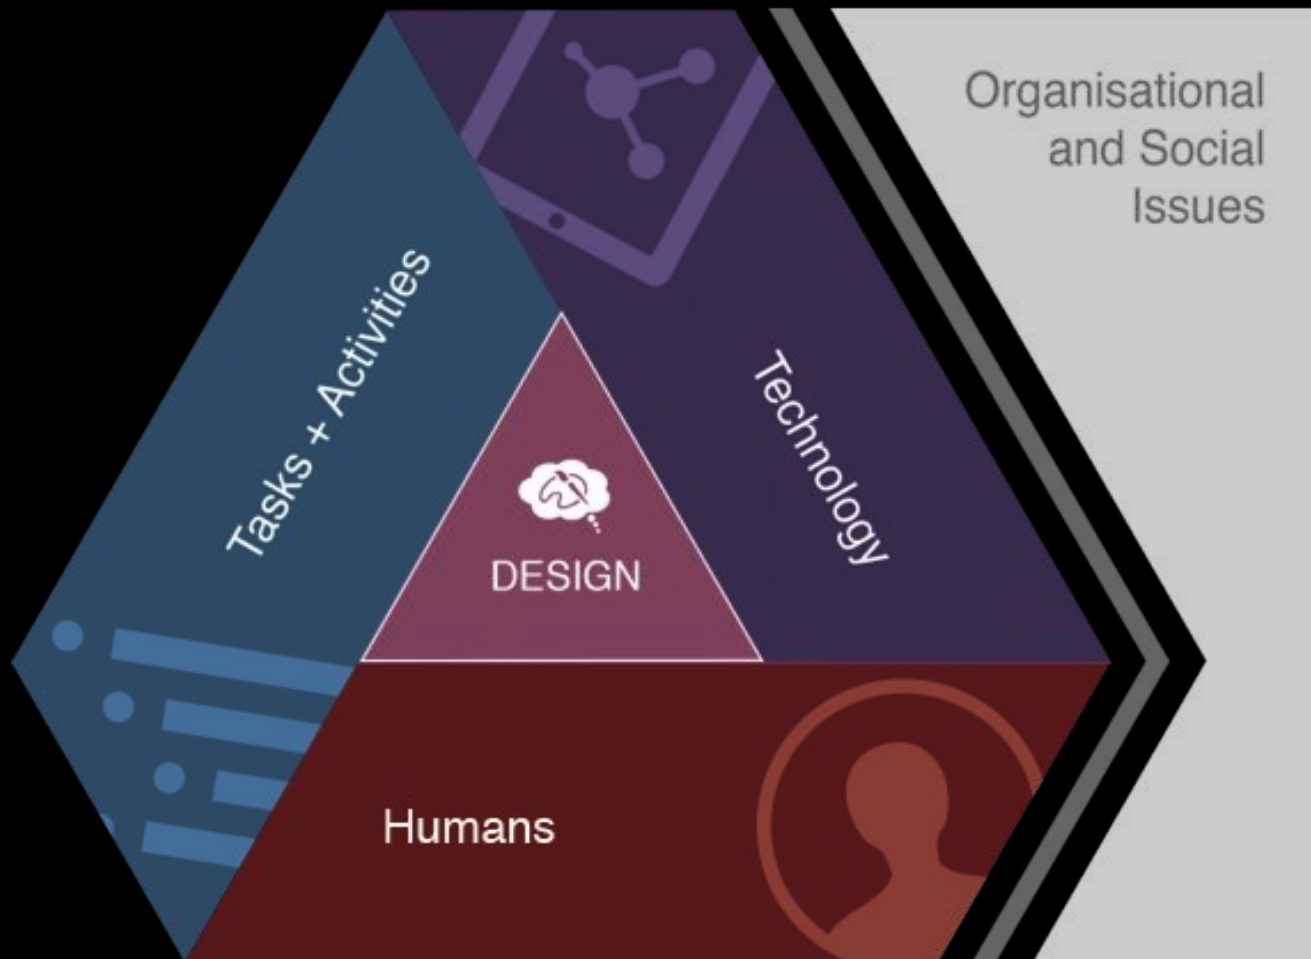 Organisational
and Social
Issues
Tasks + Activities
Technology
DESIGN
Humans